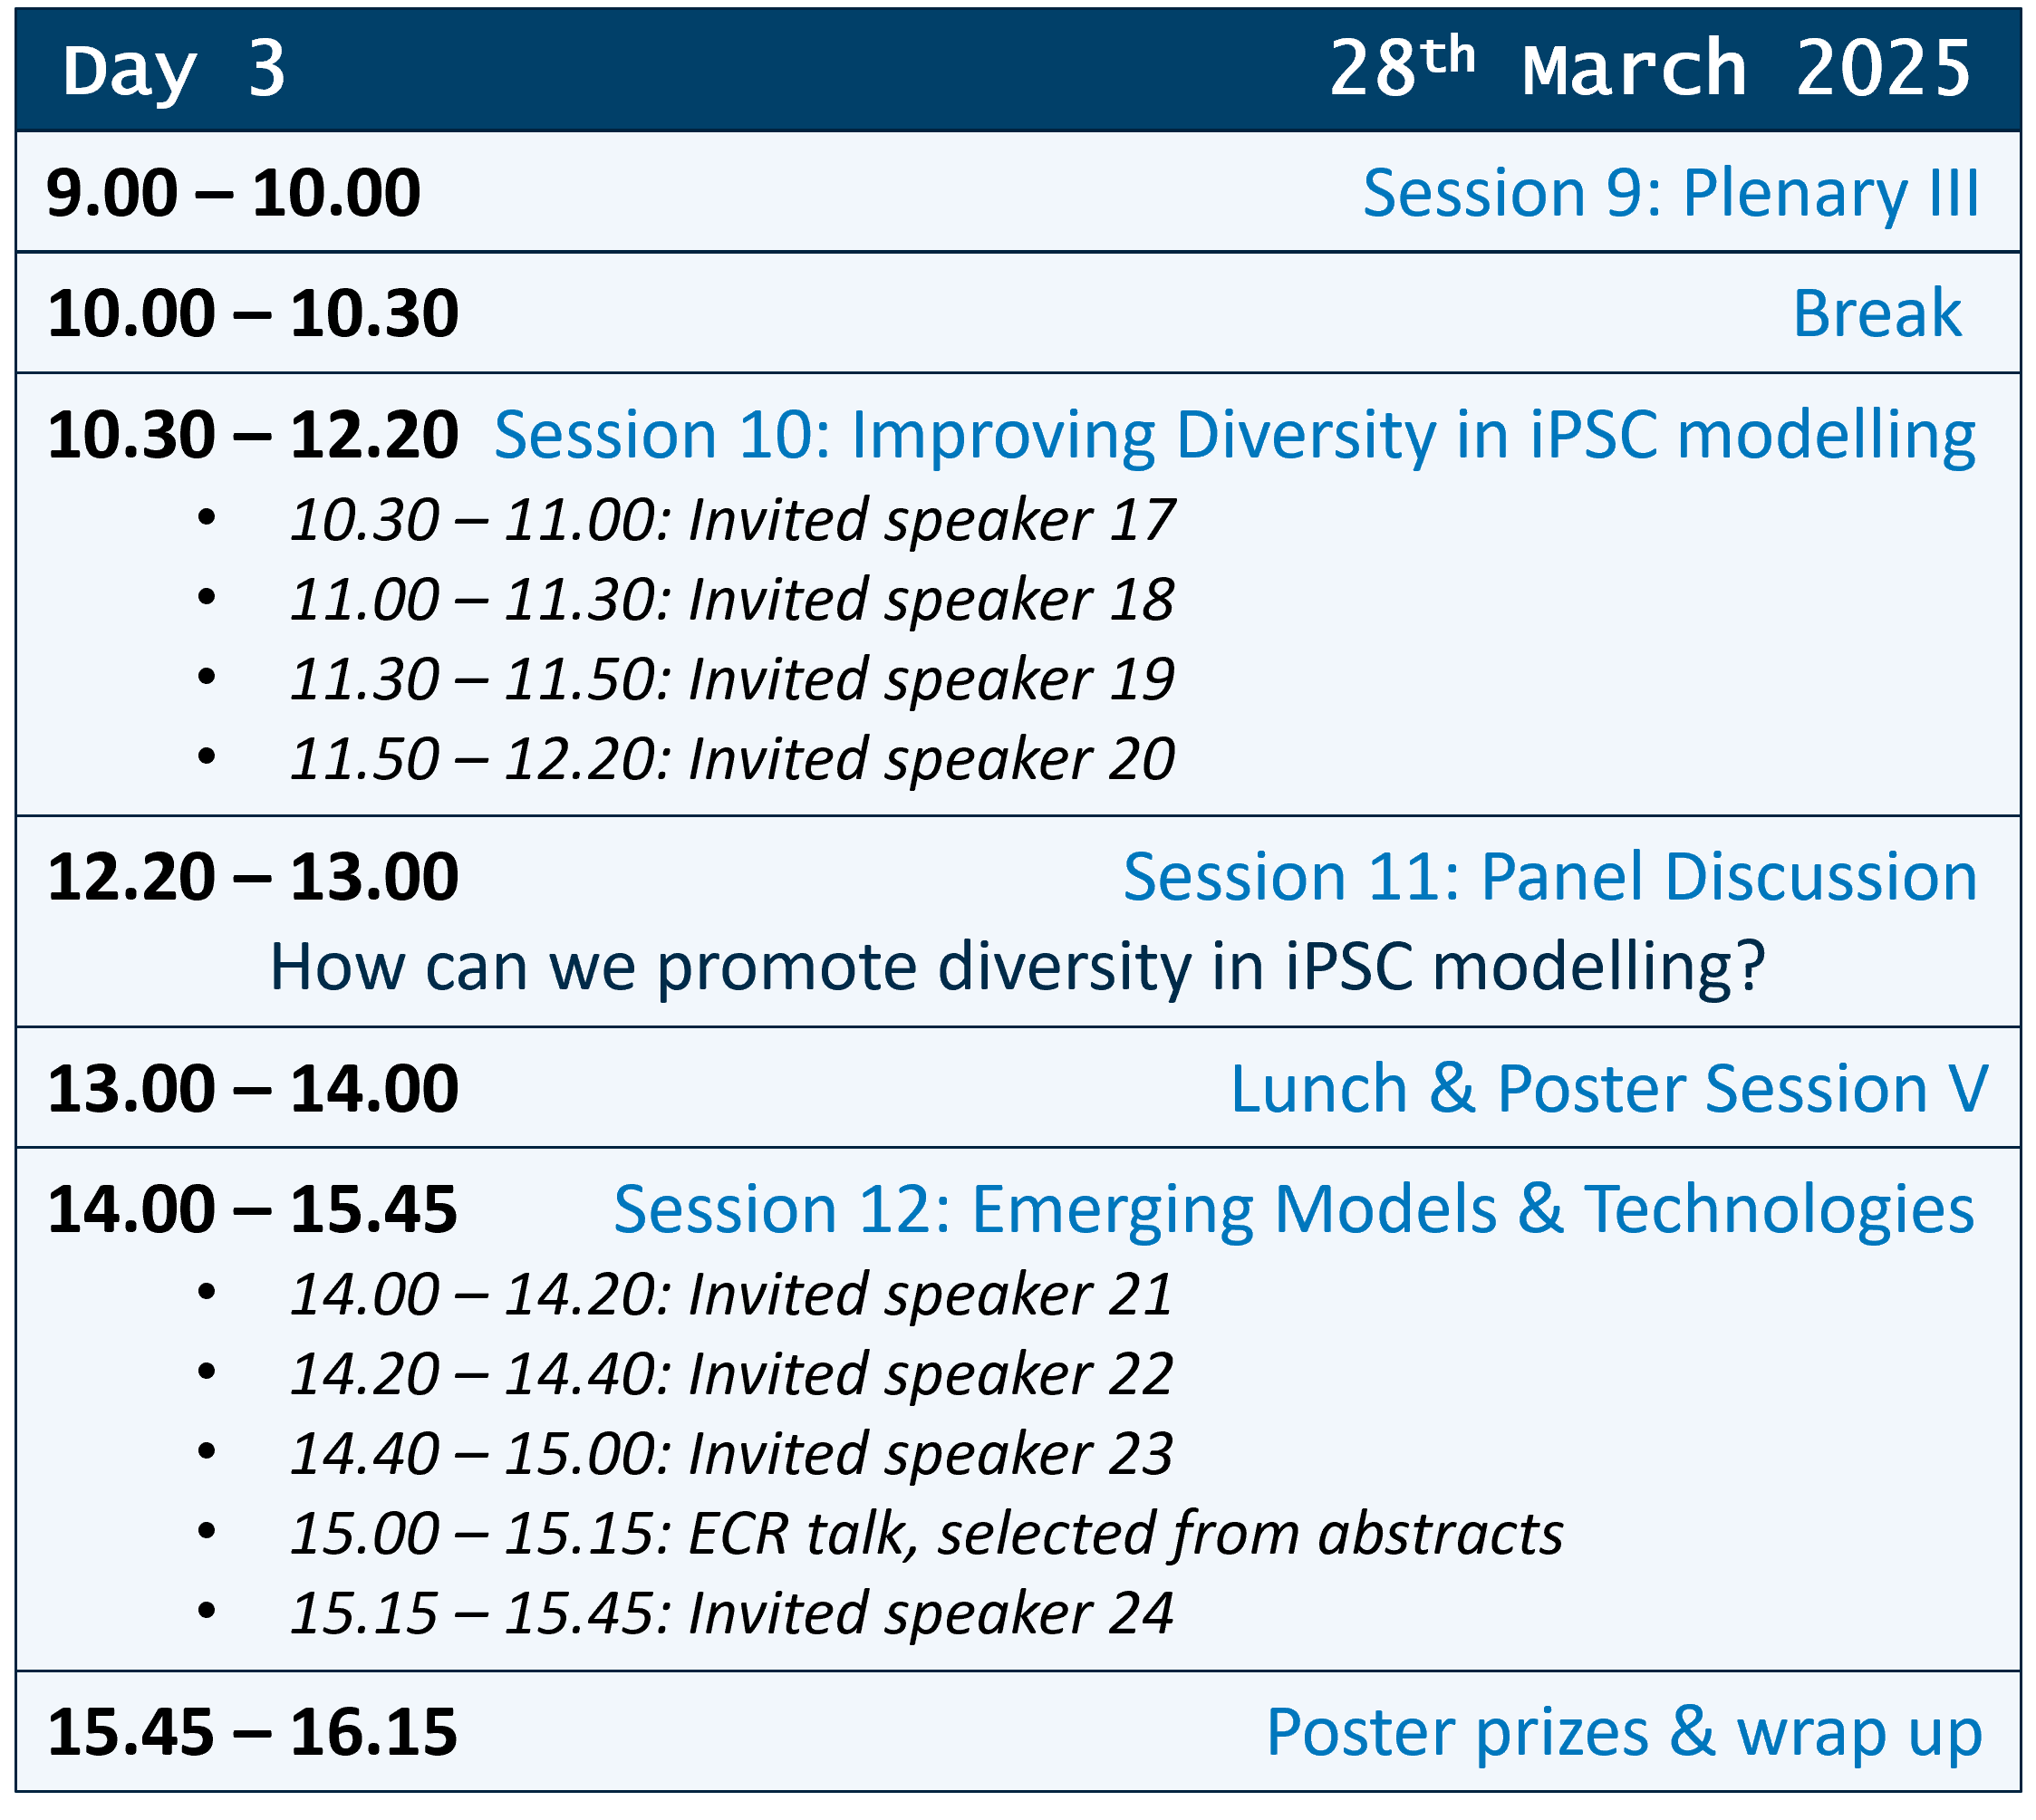 Day 3 28th March 2025
9.00 – 10.00 Session 9: Plenary III
10.00 – 10.30 Break
10.30 – 12.20 Session 10: Improving Diversity in iPSC modelling
• 10.30 – 11.00: Invited speaker 17
• 11.00 – 11.30: Invited speaker 18
• 11.30 – 11.50: Invited speaker 19
• 11.50 – 12.20: Invited speaker 20
12.20 – 13.00 Session 11: Panel Discussion
How can we promote diversity in iPSC modelling?
13.00 – 14.00 Lunch & Poster Session V
14.00 – 15.45 Session 12: Emerging Models & Technologies
• 14.00 – 14.20: Invited speaker 21
• 14.20 – 14.40: Invited speaker 22
• 14.40 – 15.00: Invited speaker 23
• 15.00 – 15.15: ECR talk, selected from abstracts
• 15.15 – 15.45: Invited speaker 24
15.45 – 16.15 Poster prizes & wrap up